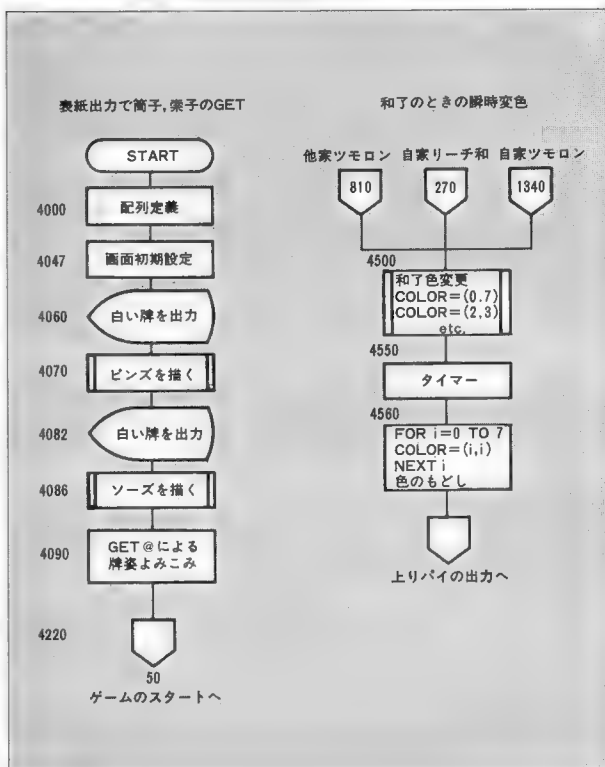 表紙出力で筒子,索子のGET
START
4000
配列定義
4047
画面初期設定
4060
白い牌を出力
4070
ピンズを描く
4082
白い牌を出力
4086
ソーズを描く
4090
GET@による
牌姿よみこみ
4220
50
ゲームのスタートへ
和了のときの瞬時変色
他家ツモロン 自家リーチ和 自家ツモロン
810 270 1340
4500
和了色変更
COLOR=(0.7)
COLOR=(2,3)
etc.
4550
タイマー
4560
FOR i=0 TO 7
COLOR=(i,i)
NEXT i
色のもどし
上りパイの出力へ